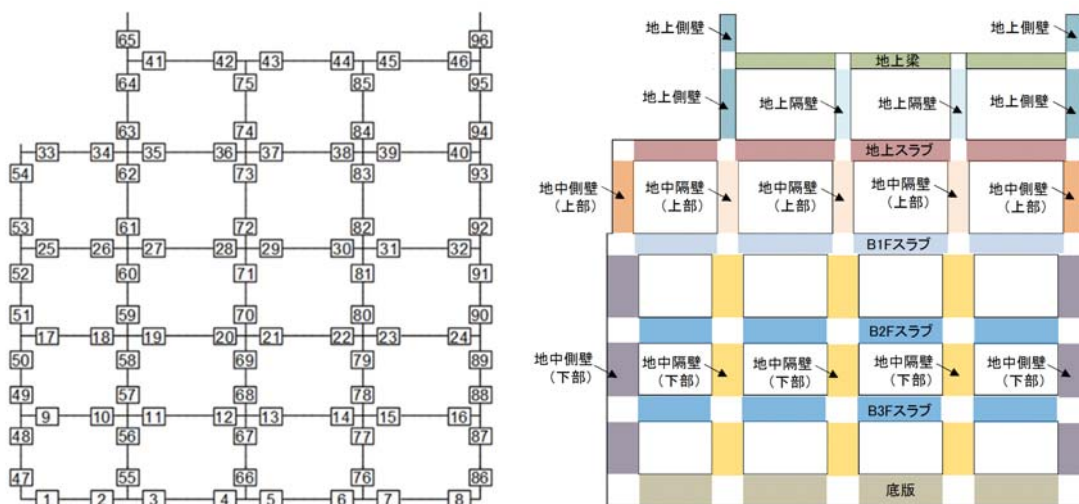 65 96
41 42 43 44 45 46
75 85
64 95
63 74 84 94
33 34 35 36 37 38 39 40
54 62 73 83 93
53 61 72 82 92
25 26 27 28 29 30 31 32
52 60 71 81 91
51 59 70 80 90
17 18 19 20 21 22 23 24
50 58 69 79 89
49 57 68 78 88
9 10 11 12 13 14 15 16
48 56 67 77 87
47 55 66 76 86
1 2 3 4 5 6 7 8
地上側壁
地上側壁
地上梁
地上側壁
地上隔壁
地上隔壁
地上側壁
地上スラブ
地中側壁
(上部)
地中隔壁
(上部)
地中隔壁
(上部)
地中隔壁
(上部)
地中側壁
(上部)
B1Fスラブ
B2Fスラブ
地中側壁
(下部)
地中隔壁
(下部)
地中隔壁
(下部)
地中隔壁
(下部)
地中側壁
(下部)
B3Fスラブ
底版